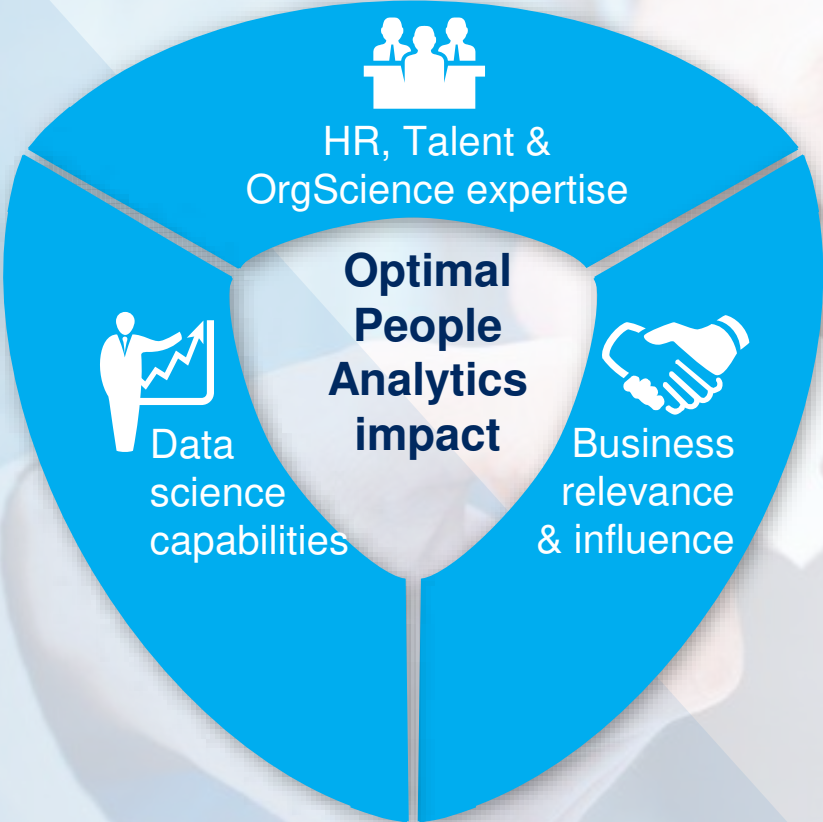 HR, Talent &
OrgScience expertise
Optimal
People
Analytics
impact
Data
science
capabilities
Business
relevance
& influence